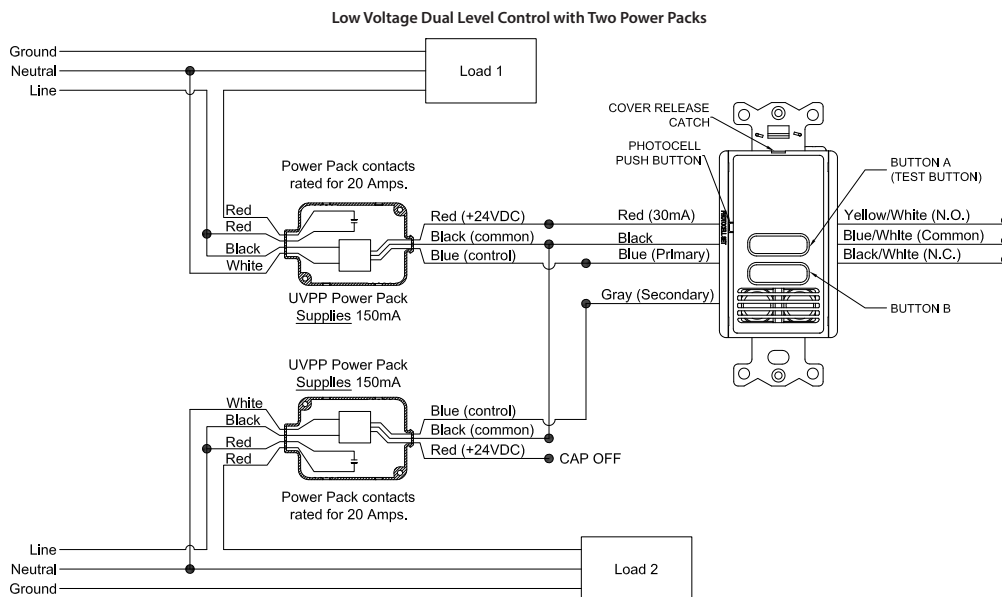 Low Voltage Dual Level Control with Two Power Packs
Ground
Neutral
Line
Load 1
COVER RELEASE
CATCH
PHOTOCELL
PUSH BUTTON
BUTTON A
(TEST BUTTON)
Power Pack contacts
rated for 20 Amps.
Red
Red
Black
White
Red (+24VDC)
Black (common)
Blue (control)
Red (30mA)
Black
Blue (Primary)
Gray (Secondary)
Yellow/White (N.O.)
Blue/White (Common)
Black/White (N.C.)
BUTTON B
UVPP Power Pack
Supplies 150mA
UVPP Power Pack
Supplies 150mA
White
Black
Red
Red
Blue (control)
Black (common)
Red (+24VDC)
CAP OFF
Power Pack contacts
rated for 20 Amps.
Line
Neutral
Ground
Load 2